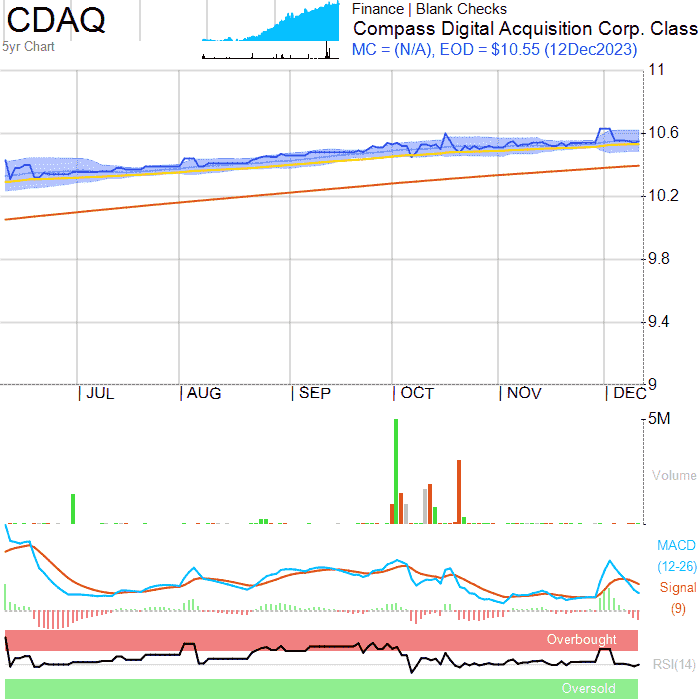 CDAQ
5yr Chart
Finance | Blank Checks
Compass Digital Acquisition Corp. Class
MC = (N/A), EOD = $10.55 (12Dec2023)
11
10.6
10.2
9.8
9.4
9
| JUL | AUG | SEP | OCT | NOV | DEC
5M
Volume
MACD
(12-26)
Signal
(9)
Overbought
RSI(14)
Oversold